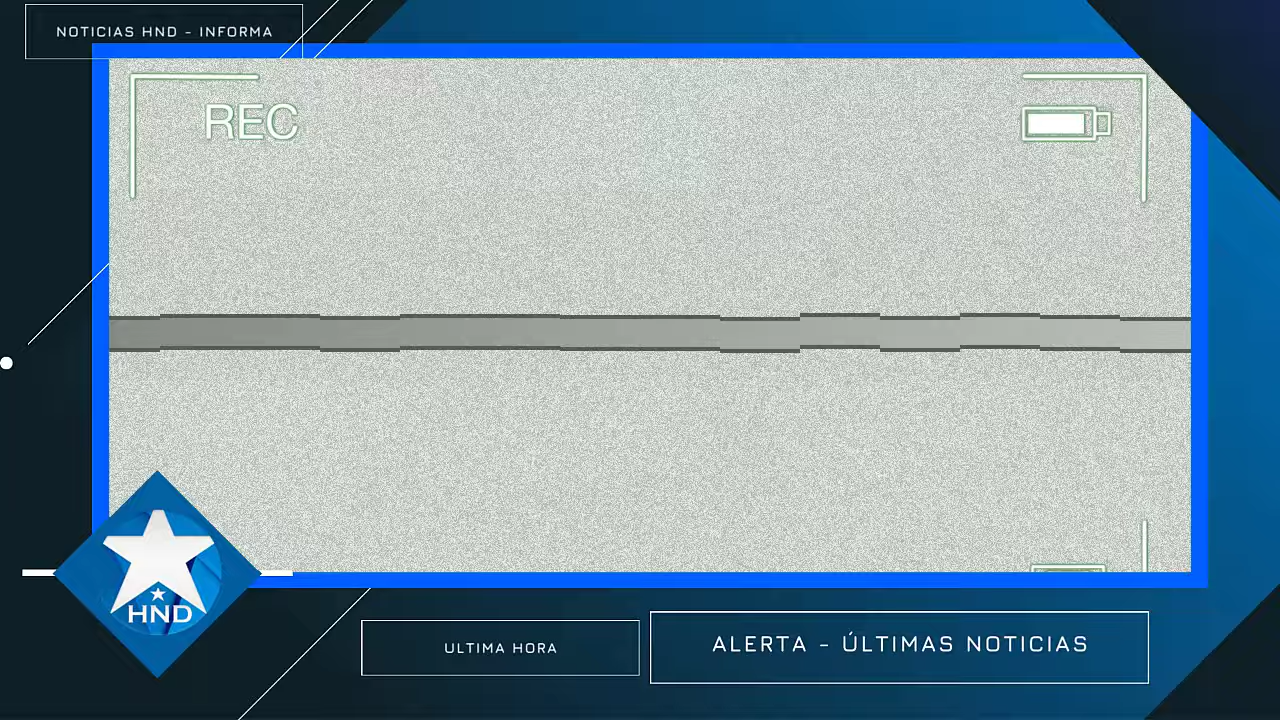 NOTICIAS HND - INFORMA
REC
HND
ULTIMA HORA
ALERTA - ÚLTIMAS NOTICIAS